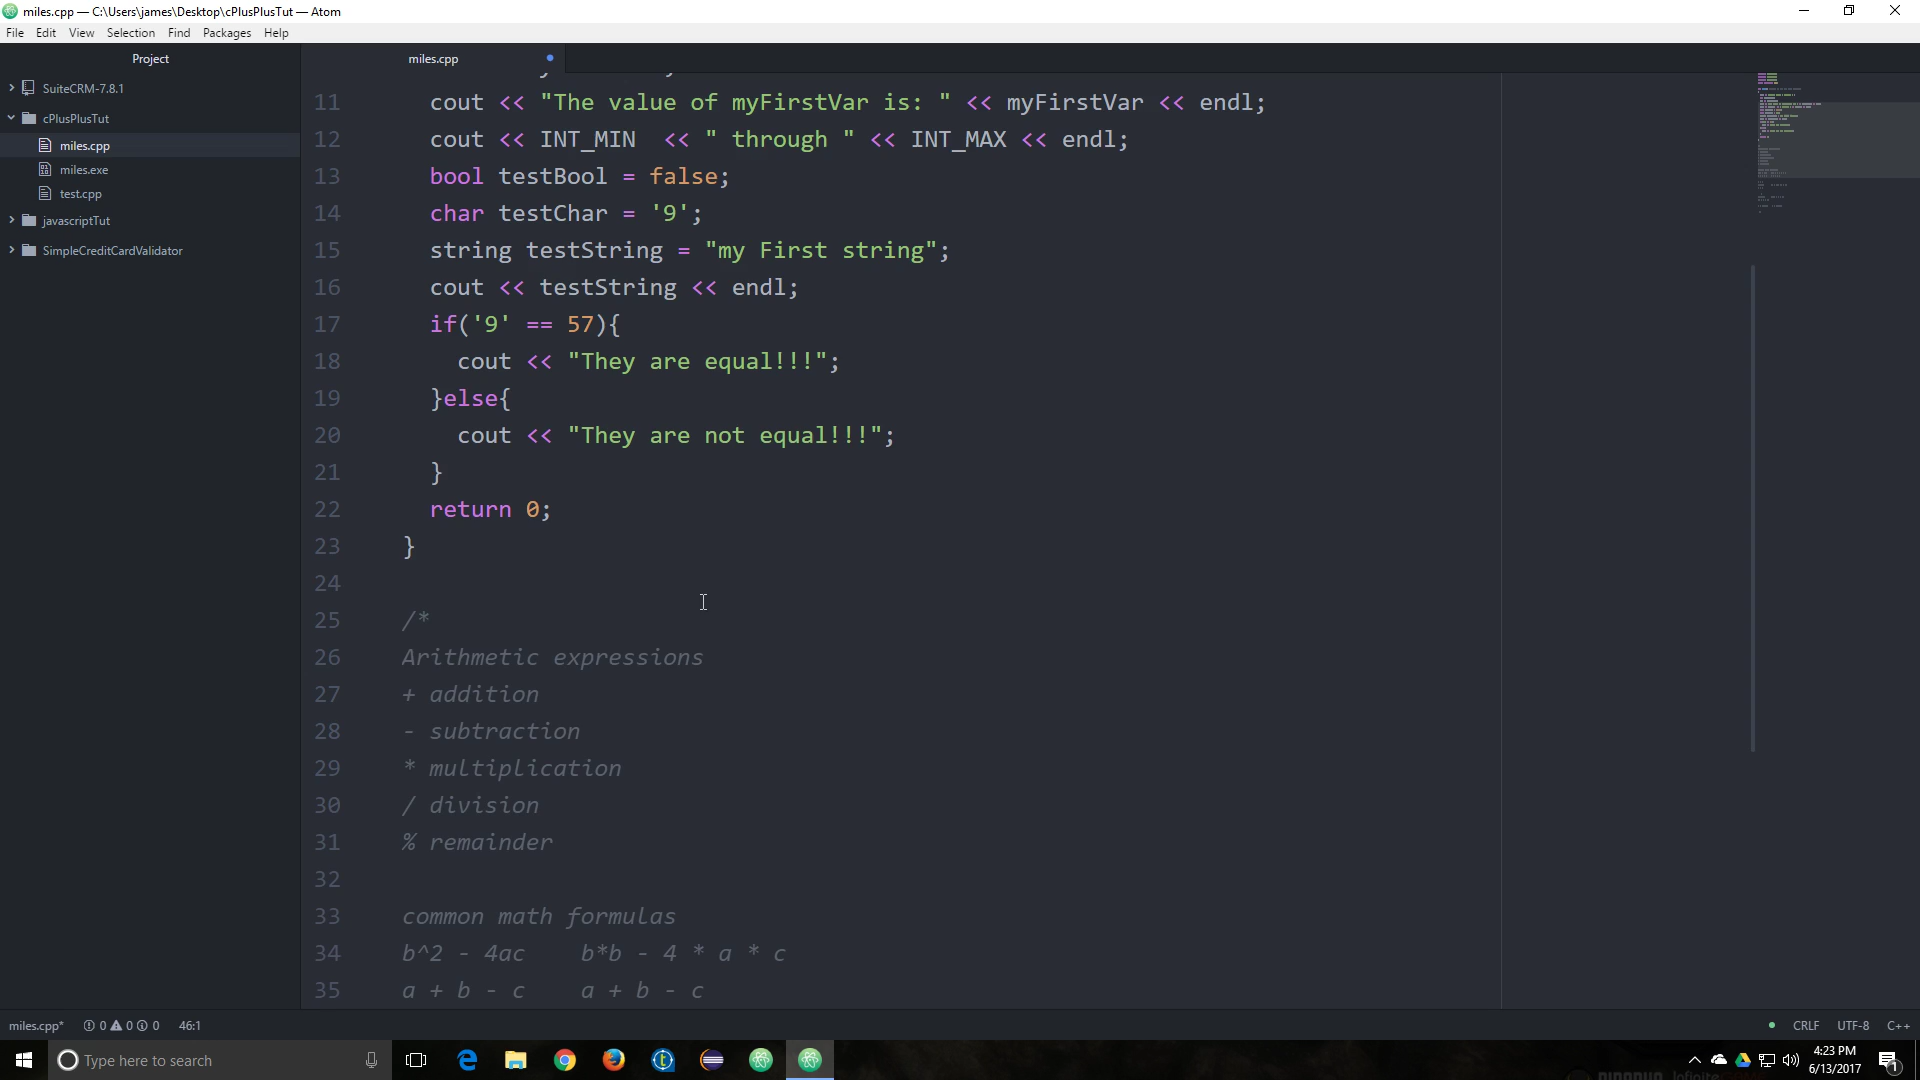 miles.cpp — C:\Users\james\Desktop\cPlusPlusTut — Atom
File Edit View Selection Find Packages Help
Project
SuiteCRM-7.8.1
cPlusPlusTut
miles.cpp
miles.exe
test.cpp
javascriptTut
SimpleCreditCardValidator
miles.cpp
11 cout << "The value of myFirstVar is: " << myFirstVar << endl;
12 cout << INT_MIN  << " through " << INT_MAX << endl;
13 bool testBool = false;
14 char testChar = '9';
15 string testString = "my First string";
16 cout << testString << endl;
17 if('9' == 57){
18 cout << "They are equal!!!";
19 }else{
20 cout << "They are not equal!!!";
21 }
22 return 0;
23 }
24
25 /*
26 Arithmetic expressions
27 + addition
28 - subtraction
29 * multiplication
30 / division
31 % remainder
32
33 common math formulas
34 b^2 - 4ac    b*b - 4 * a * c
35 a + b - c    a + b - c
miles.cpp* 0 0 0 46:1 CRLF UTF-8 C++
Type here to search
4:23 PM
6/13/2017
1